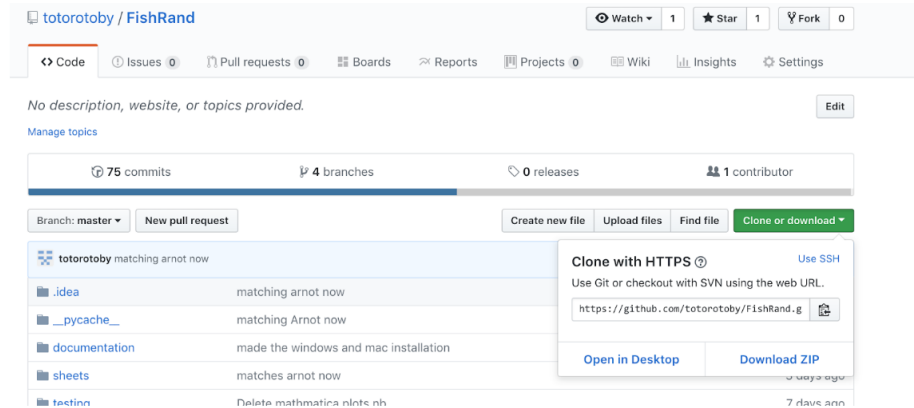 totorotoby / FishRand
Watch 1 Star 1 Fork 0
Code Issues 0 Pull requests 0 Boards Reports Projects 0 Wiki Insights Settings
No description, website, or topics provided.
Edit
Manage topics
75 commits 4 branches 0 releases 1 contributor
Branch: master New pull request Create new file Upload files Find file Clone or download
totorotoby matching arnot now
Clone with HTTPS Use SSH
Use Git or checkout with SVN using the web URL.
https://github.com/totorotoby/FishRand.g
Open in Desktop Download ZIP
.idea matching arnot now
__pycache__ matching Arnot now
documentation made the windows and mac installation
sheets matches arnot now
5 days ago
testing Delete mathmatica plots.nb 7 days ago